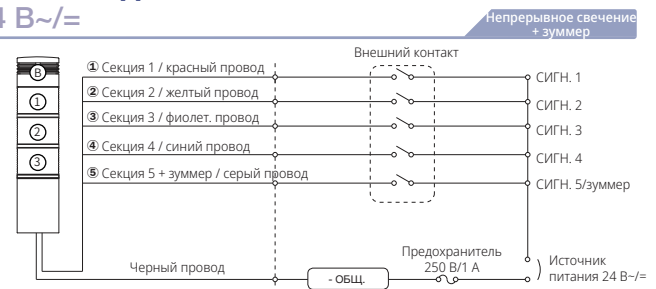 4 В~/=
Непрерывное свечение
+ зуммер
Внешний контакт
B
1
2
3
① Секция 1 / красный провод
② Секция 2 / желтый провод
③ Секция 3 / фиолет. провод
④ Секция 4 / синий провод
⑤ Секция 5 + зуммер / серый провод
СИГН. 1
СИГН. 2
СИГН. 3
СИГН. 4
СИГН. 5/зуммер
Черный провод
- ОБЩ.
Предохранитель
250 В/1 А
Источник
питания 24 В~/=